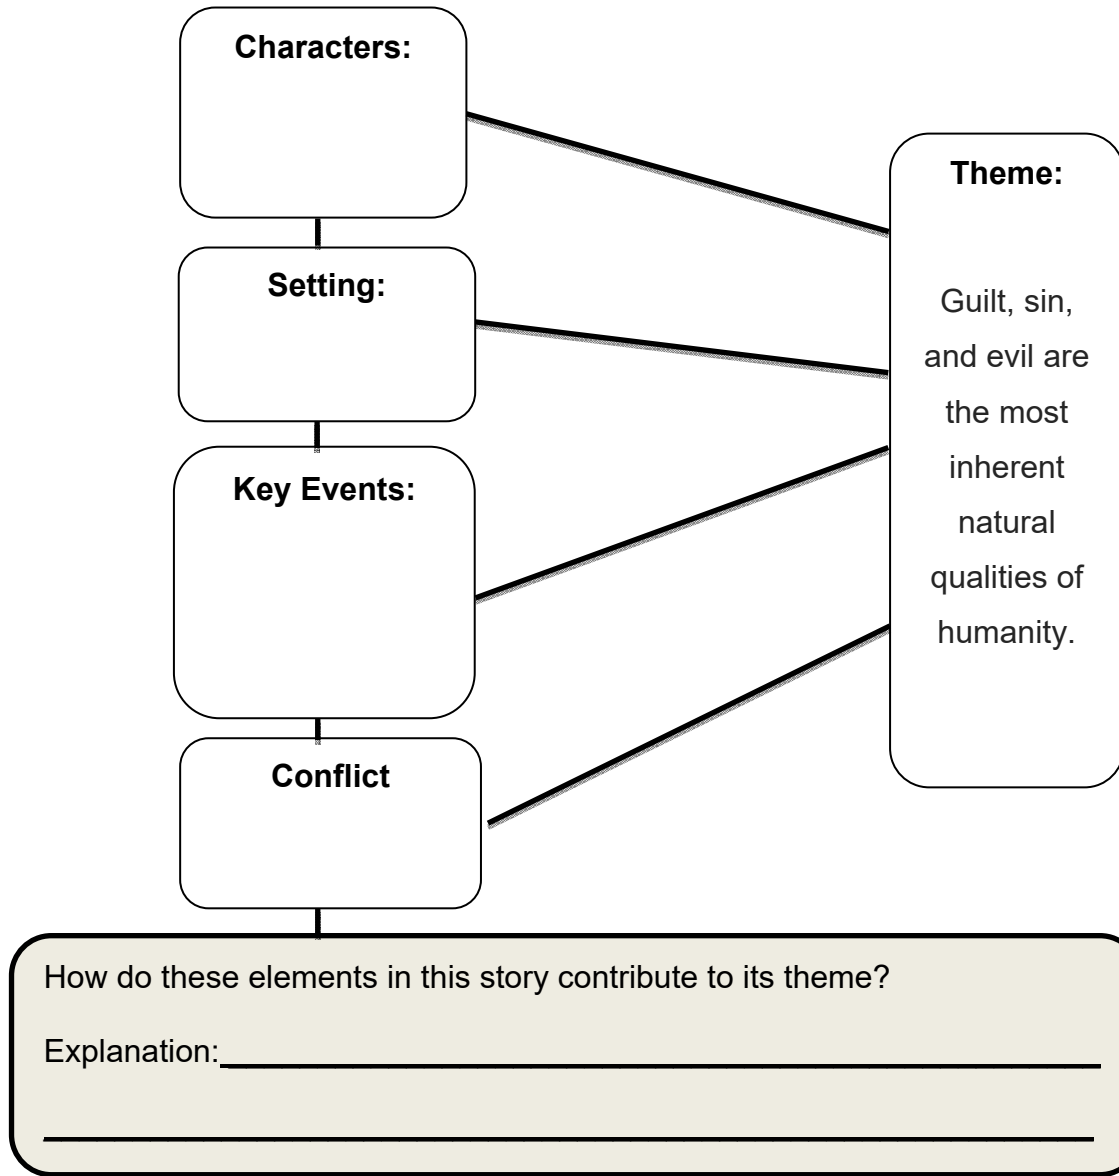 Characters:
Setting:
Key Events:
Conflict
Theme:
Guilt, sin,
and evil are
the most
inherent
natural
qualities of
humanity.
How do these elements in this story contribute to its theme?
Explanation: